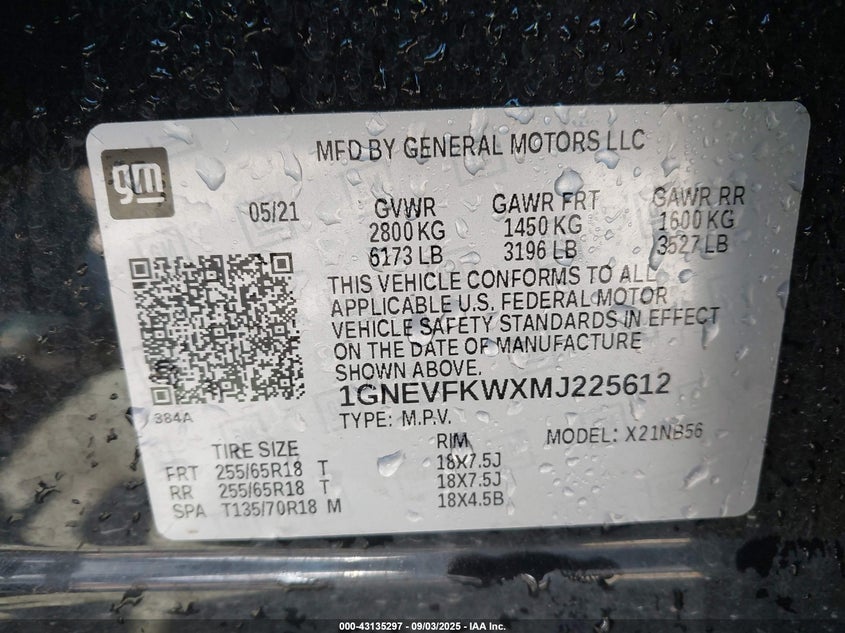 MFD BY GENERAL MOTORS LLC
gm
05/21
GVWR
2800 KG
6173 LB
GAWR FRT
1450 KG
3196 LB
GAWR RR
1600 KG
3527 LB
THIS VEHICLE CONFORMS TO ALL
APPLICABLE U.S. FEDERAL MOTOR
VEHICLE SAFETY STANDARDS IN EFFECT
ON THE DATE OF MANUFACTURE
SHOWN ABOVE.
1GNEVFKWXMJ225612
384A
TYPE: M.P.V.
MODEL: X21NB56
TIRE SIZE RIM
FRT 255/65R18 T 18X7.5J
RR 255/65R18 T 18X7.5J
SPA T135/70R18 M 18X4.5B
000-43135297 - 09/03/2025 - IAA Inc.